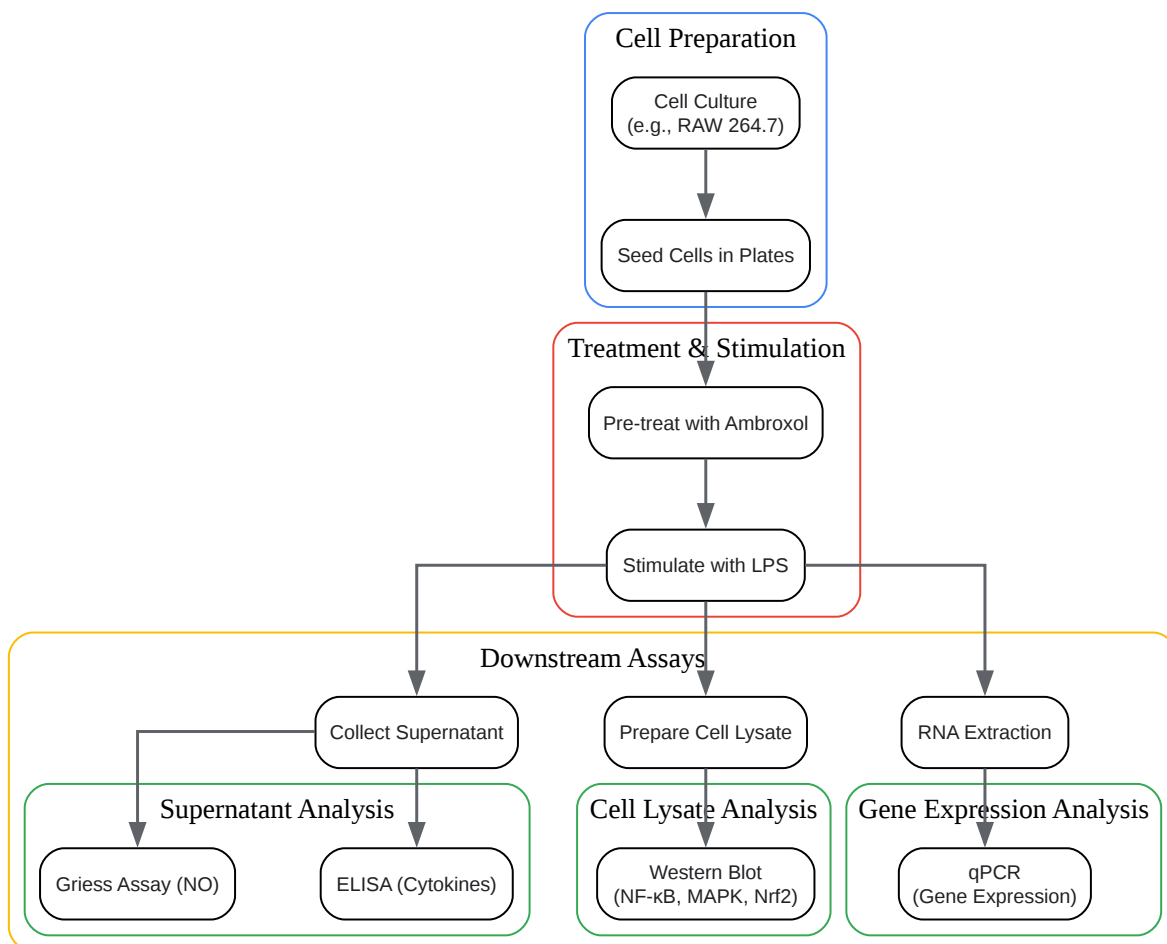 Cell Preparation
Cell Culture
(e.g., RAW 264.7)
Seed Cells in Plates
Treatment & Stimulation
Pre-treat with Ambroxol
Stimulate with LPS
Downstream Assays
Collect Supernatant
Prepare Cell Lysate
RNA Extraction
Supernatant Analysis
Cell Lysate Analysis
Gene Expression Analysis
Griess Assay (NO)
ELISA (Cytokines)
Western Blot
(NF-κB, MAPK, Nrf2)
qPCR
(Gene Expression)